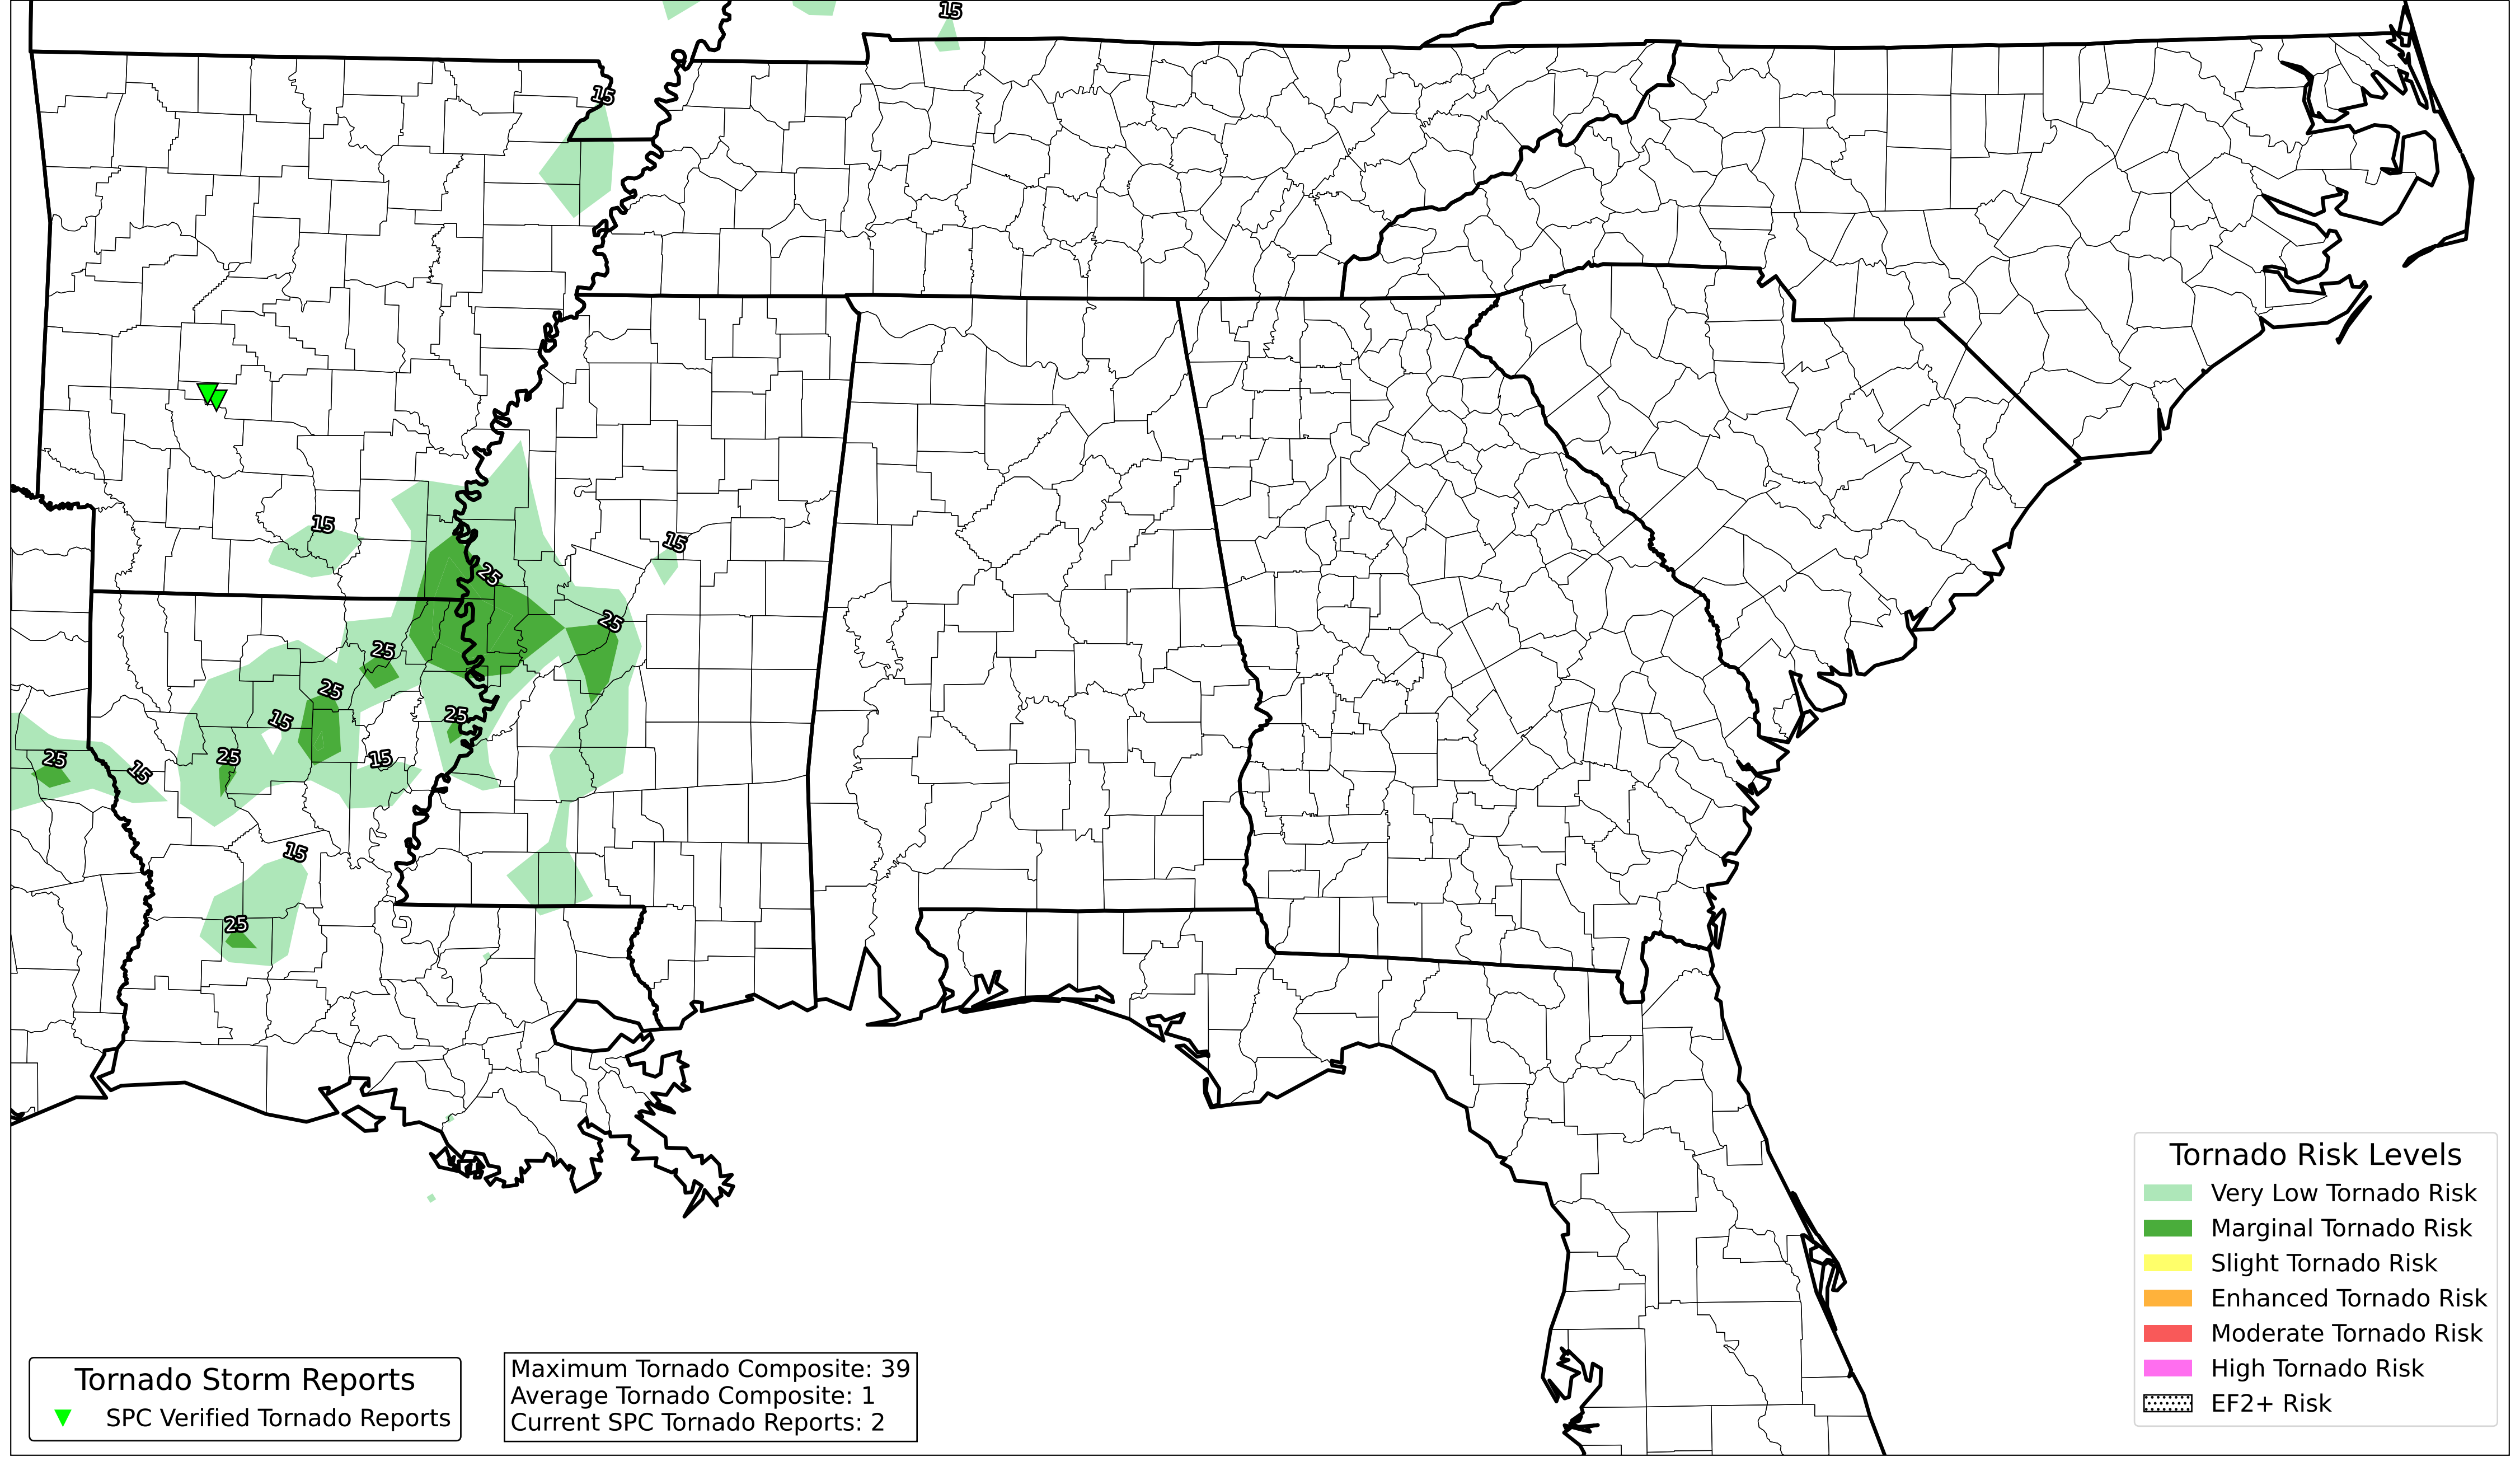 15
15
15
15
25
25
25
25
15
25
15
25
25
15
15
25
Tornado Risk Levels
Very Low Tornado Risk
Marginal Tornado Risk
Slight Tornado Risk
Enhanced Tornado Risk
Moderate Tornado Risk
High Tornado Risk
EF2+ Risk
Tornado Storm Reports
SPC Verified Tornado Reports
Maximum Tornado Composite: 39
Average Tornado Composite: 1
Current SPC Tornado Reports: 2